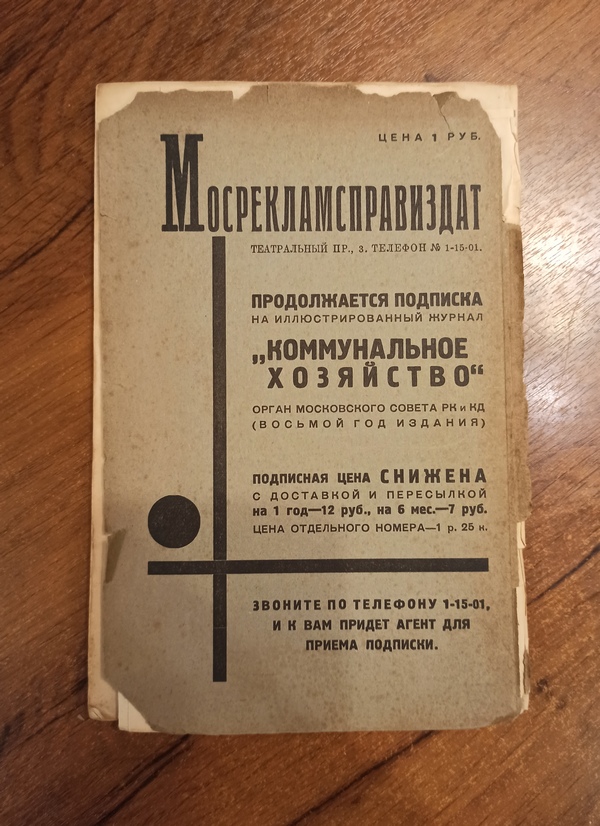 ЦЕНА 1 РУБ.
МОСРЕКЛАМСПРАВИЗДАТ
ТЕАТРАЛЬНЫЙ ПР., 3. ТЕЛЕФОН № 1-15-01.
ПРОДОЛЖАЕТСЯ ПОДПИСКА
НА ИЛЛЮСТРИРОВАННЫЙ ЖУРНАЛ
„КОММУНАЛЬНОЕ
ХОЗЯЙСТВО“
ОРГАН МОСКОВСКОГО СОВЕТА РК и КД
(ВОСЬМОЙ ГОД ИЗДАНИЯ)
ПОДПИСНАЯ ЦЕНА СНИЖЕНА
С ДОСТАВКОЙ И ПЕРЕСЫЛКОЙ
на 1 год—12 руб., на 6 мес.—7 руб.
ЦЕНА ОТДЕЛЬНОГО НОМЕРА—1 р. 25 к.
ЗВОНИТЕ ПО ТЕЛЕФОНУ 1-15-01,
И К ВАМ ПРИДЕТ АГЕНТ ДЛЯ
ПРИЕМА ПОДПИСКИ.